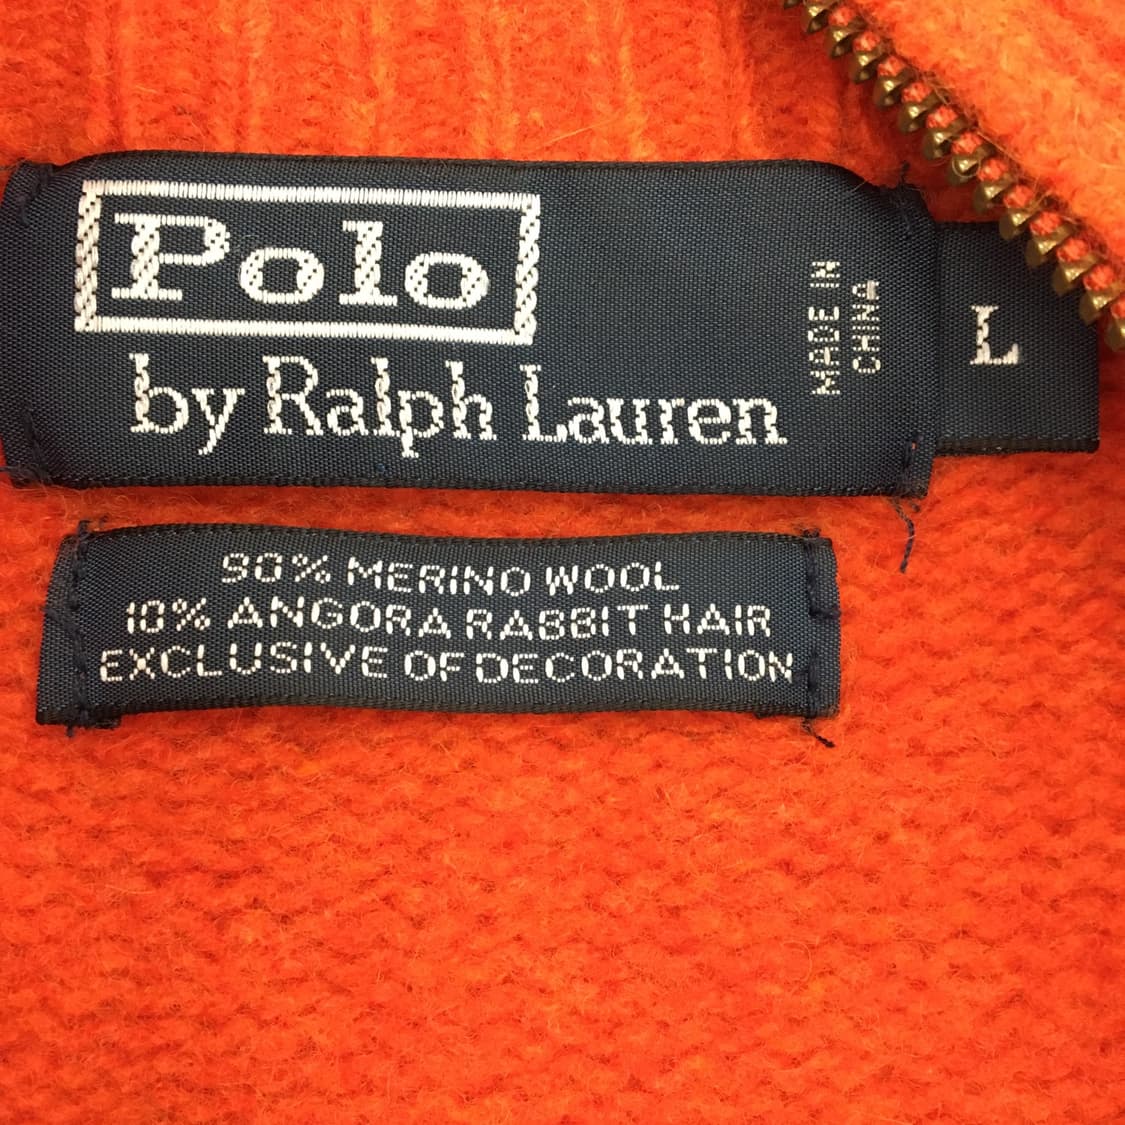 Polo
by Ralph Lauren
MADE IN
CHINA
L
90% MERINO WOOL
10% ANGORA RABBIT HAIR
EXCLUSIVE OF DECORATION